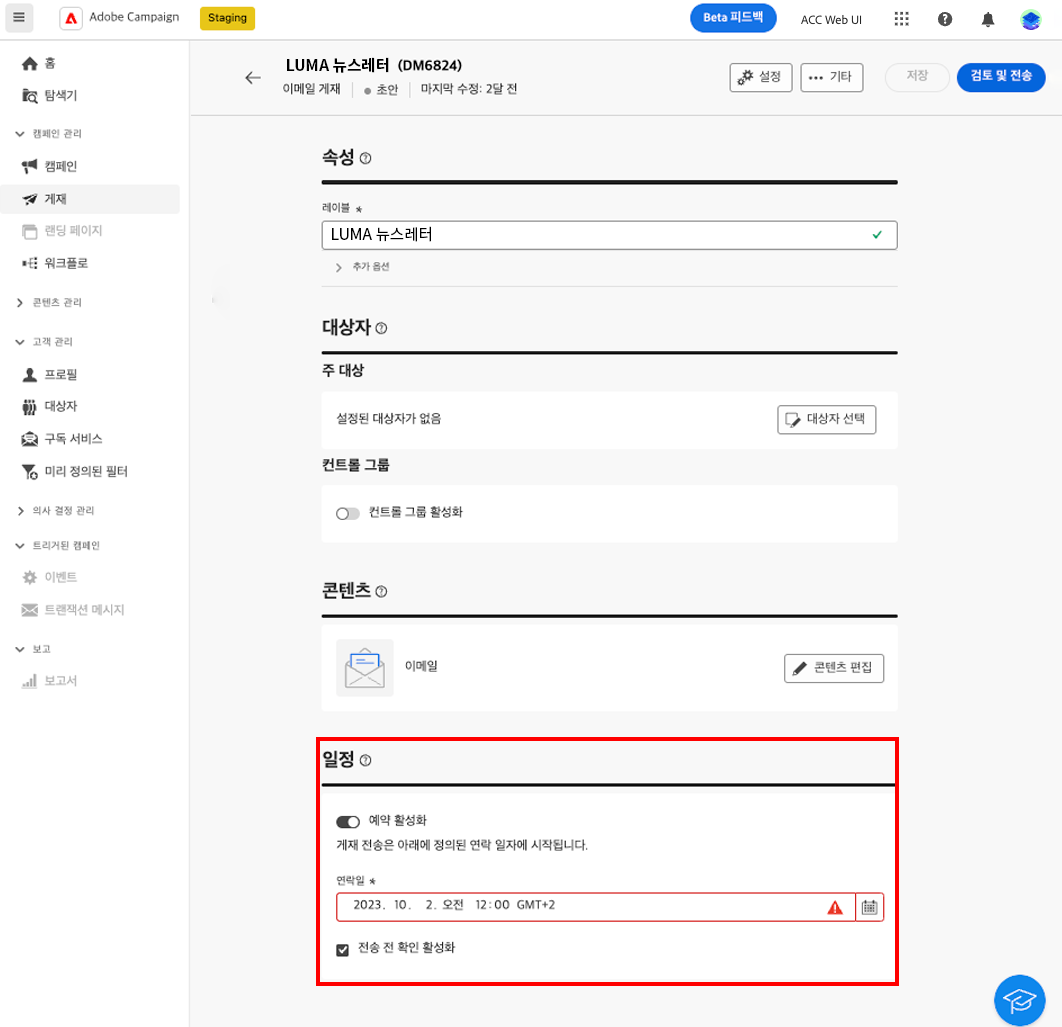 Adobe Campaign
Staging
Beta 피드백
ACC Web UI
홈
탐색기
캠페인 관리
캠페인
게재
랜딩 페이지
워크플로
콘텐츠 관리
고객 관리
프로필
대상자
구독 서비스
미리 정의된 필터
의사 결정 관리
트리거된 캠페인
이벤트
트랜잭션 메시지
보고
보고서
LUMA 뉴스레터 (DM6824)
이메일 게재
초안
마지막 수정: 2달 전
설정
기타
저장
검토 및 전송
속성
레이블 *
LUMA 뉴스레터
추가 옵션
대상자
주 대상
설정된 대상자가 없음
대상자 선택
컨트롤 그룹
컨트롤 그룹 활성화
콘텐츠
이메일
콘텐츠 편집
일정
예약 활성화
게재 전송은 아래에 정의된 연락 일자에 시작됩니다.
연락일 *
2023. 10. 2. 오전 12:00 GMT+2
전송 전 확인 활성화